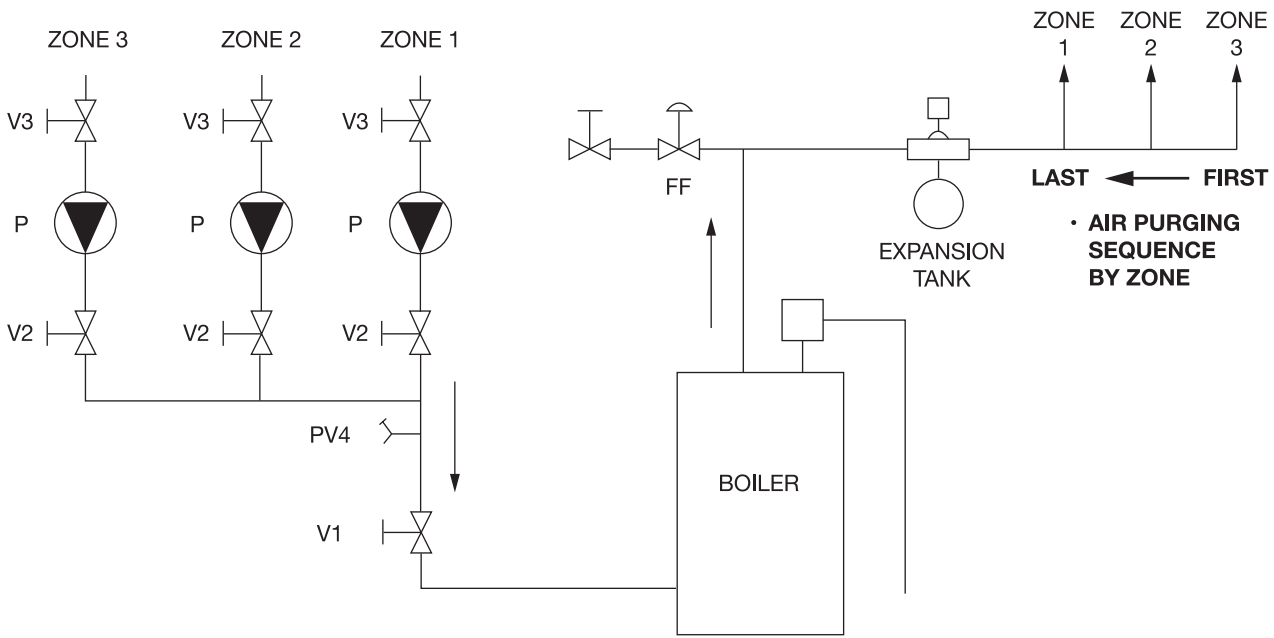 ZONE 3
ZONE 2
ZONE 1
ZONE
1
ZONE
2
ZONE
3
V3
V3
V3
FF
LAST
FIRST
P
P
P
EXPANSION
TANK
· AIR PURGING
SEQUENCE
BY ZONE
V2
V2
V2
PV4
BOILER
V1